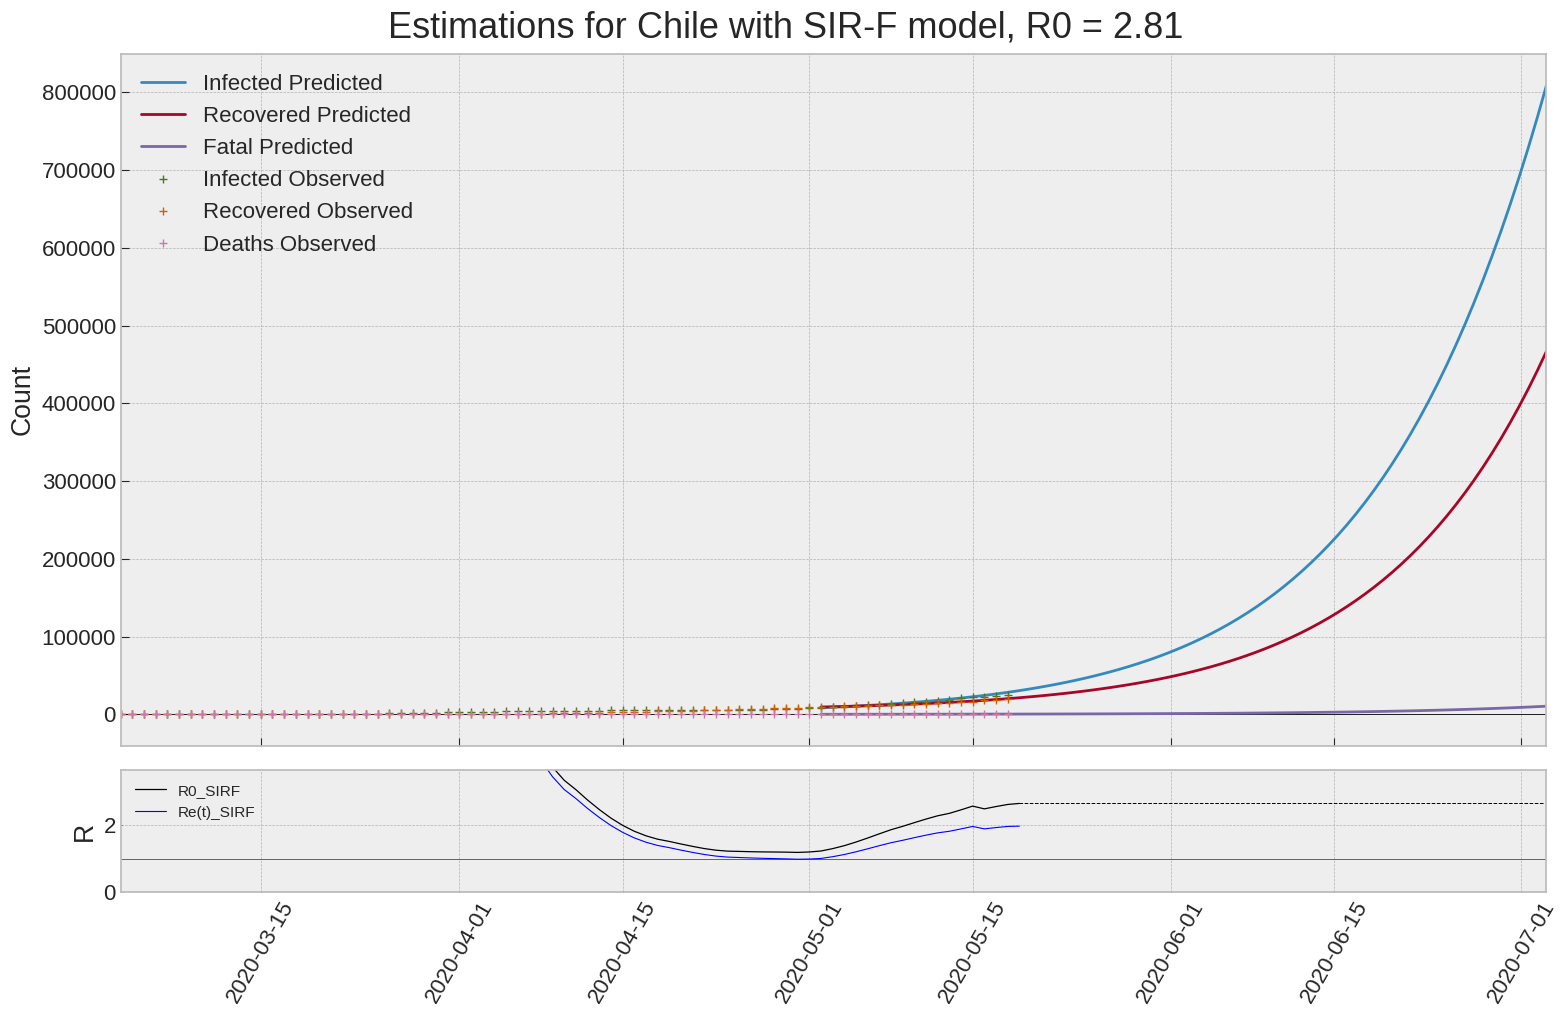 Estimations for Chile with SIR-F model, R0 = 2.81
Infected Predicted
Recovered Predicted
Fatal Predicted
Infected Observed
Recovered Observed
Deaths Observed
Count
800000
700000
600000
500000
400000
300000
200000
100000
0
R0_SIRF
Re(t)_SIRF
R
2
0
2020-03-15
2020-04-01
2020-04-15
2020-05-01
2020-05-15
2020-06-01
2020-06-15
2020-07-01